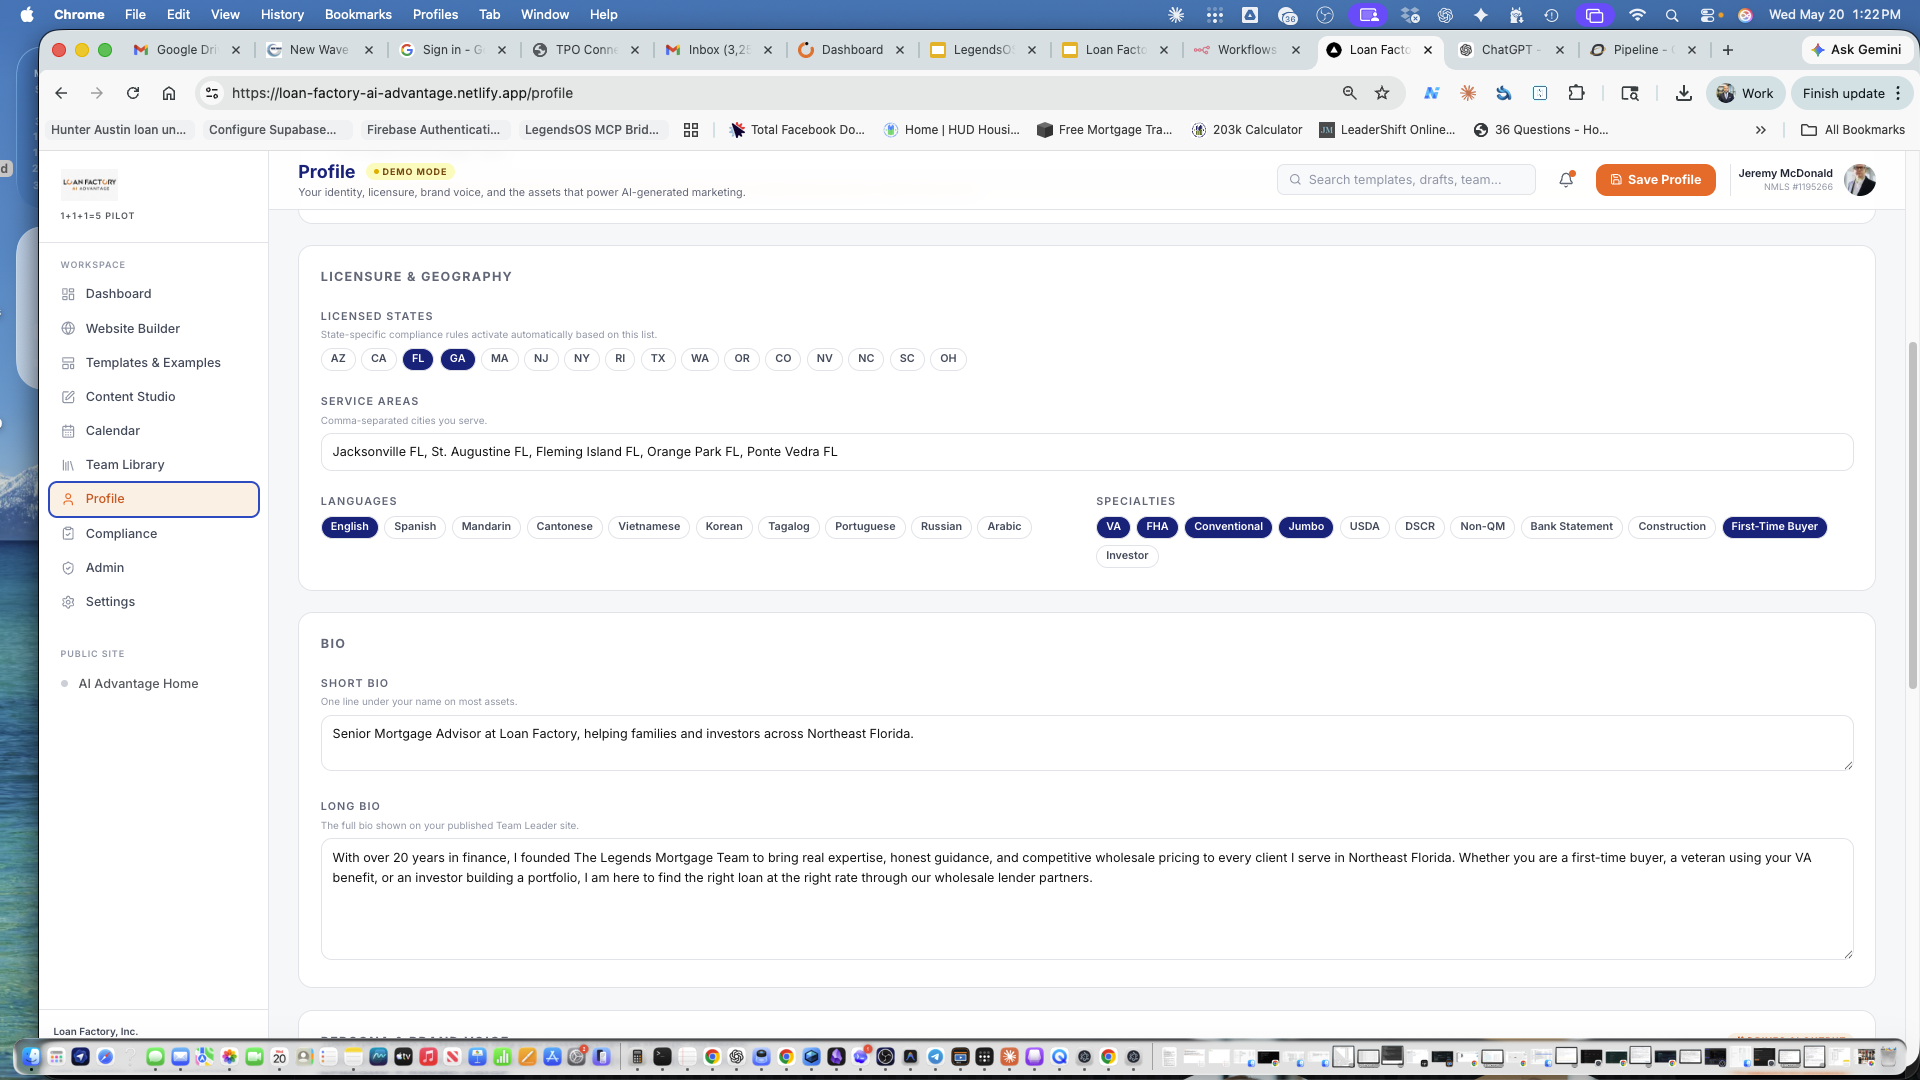 Chrome File Edit View History Bookmarks Profiles Tab Window Help
36
Wed May 20 1:22 PM
Google Dri
New Wave
Sign in - G
TPO Conne
Inbox (3,25
Dashboard
LegendsOS
Loan Facto
Workflows
Loan Facto
ChatGPT -
Pipeline -
Ask Gemini
https://loan-factory-ai-advantage.netlify.app/profile
Work
Finish update
Hunter Austin loan un...
Configure Supabase...
Firebase Authenticati...
LegendsOS MCP Brid...
Total Facebook Do...
Home | HUD Housi...
Free Mortgage Tra...
203k Calculator
LeaderShift Online...
36 Questions - Ho...
All Bookmarks
LOAN FACTORY
AI ADVANTAGE
1+1+1=5 PILOT
Profile
DEMO MODE
Your identity, licensure, brand voice, and the assets that power AI-generated marketing.
Search templates, drafts, team...
Save Profile
Jeremy McDonald
NMLS #1195266
WORKSPACE
Dashboard
Website Builder
Templates & Examples
Content Studio
Calendar
Team Library
Profile
Compliance
Admin
Settings
PUBLIC SITE
AI Advantage Home
Loan Factory, Inc.
LICENSURE & GEOGRAPHY
LICENSED STATES
State-specific compliance rules activate automatically based on this list.
AZ CA FL GA MA NJ NY RI TX WA OR CO NV NC SC OH
SERVICE AREAS
Comma-separated cities you serve.
Jacksonville FL, St. Augustine FL, Fleming Island FL, Orange Park FL, Ponte Vedra FL
LANGUAGES
English Spanish Mandarin Cantonese Vietnamese Korean Tagalog Portuguese Russian Arabic
SPECIALTIES
VA FHA Conventional Jumbo USDA DSCR Non-QM Bank Statement Construction First-Time Buyer
Investor
BIO
SHORT BIO
One line under your name on most assets.
Senior Mortgage Advisor at Loan Factory, helping families and investors across Northeast Florida.
LONG BIO
The full bio shown on your published Team Leader site.
With over 20 years in finance, I founded The Legends Mortgage Team to bring real expertise, honest guidance, and competitive wholesale pricing to every client I serve in Northeast Florida. Whether you are a first-time buyer, a veteran using your VA
benefit, or an investor building a portfolio, I am here to find the right loan at the right rate through our wholesale lender partners.
20